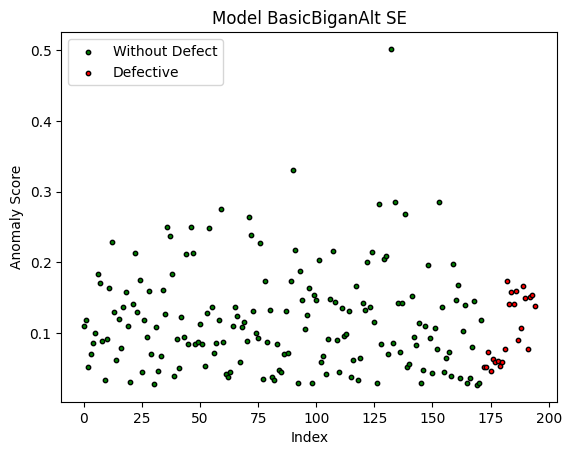 Model BasicBiganAlt SE
Without Defect
Defective
Anomaly Score
0.5
0.4
0.3
0.2
0.1
0 25 50 75 100 125 150 175 200
Index